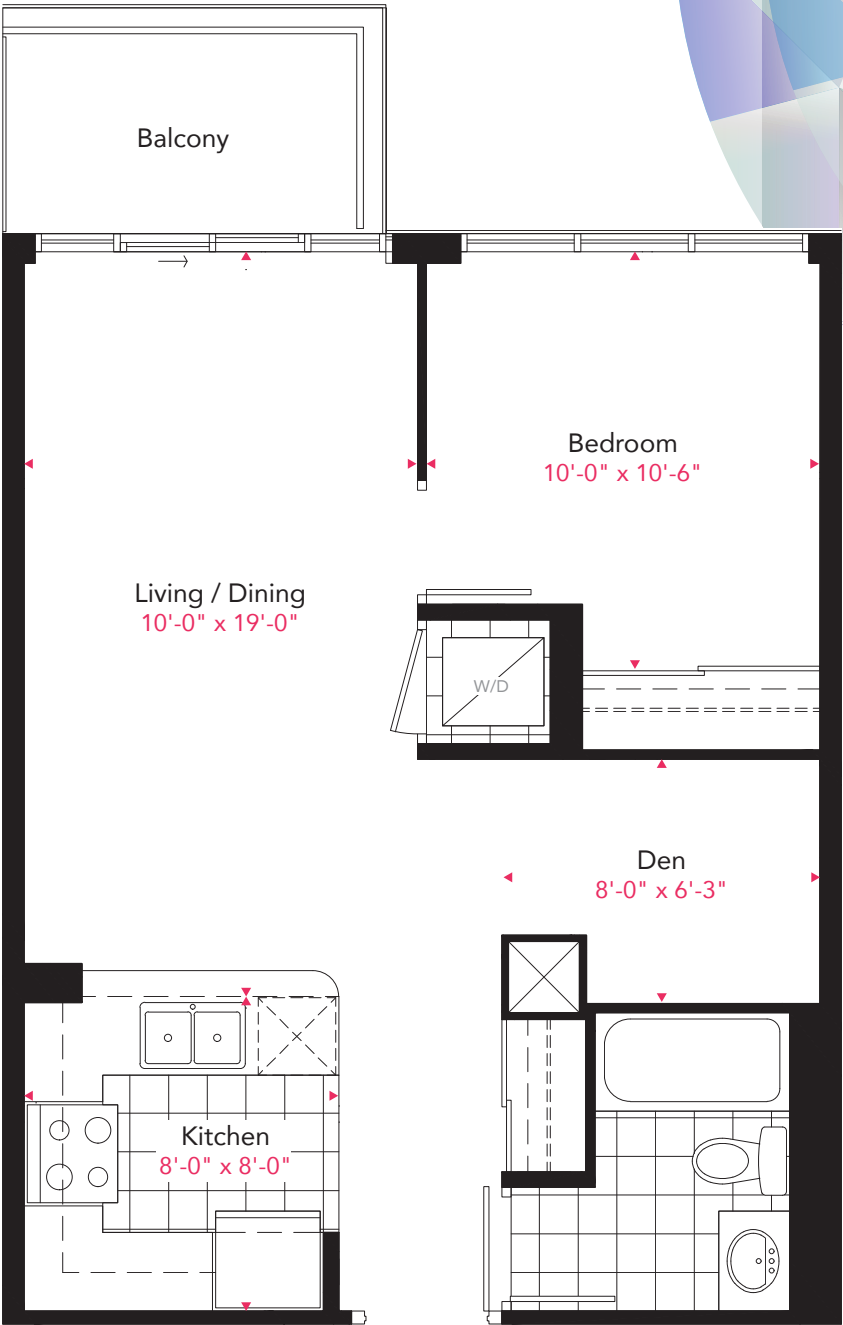 Balcony
Bedroom
10'-0" x 10'-6"
Living / Dining
10'-0" x 19'-0"
W/D
Den
8'-0" x 6'-3"
Kitchen
8'-0" x 8'-0"